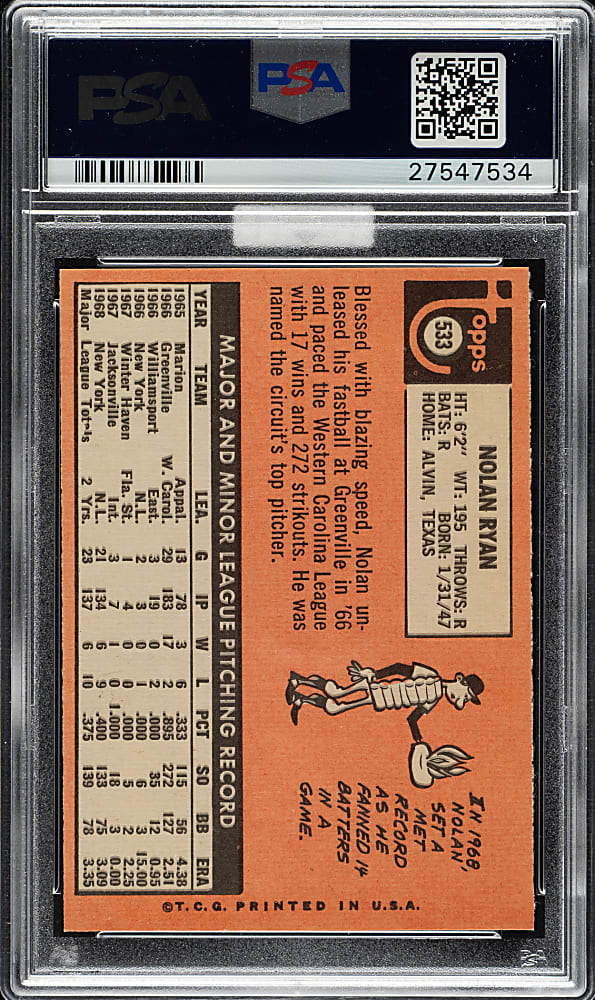 PSA
PSA
27547534
Topps
533
NOLAN RYAN
HT: 6'2" WT: 195 THROWS: R
BATS: R BORN: 1/31/47
HOME: ALVIN, TEXAS
Blessed with blazing speed, Nolan un-
leased his fastball at Greenville in '66
and paced the Western Carolina League
with 17 wins and 272 strikouts. He was
named the circuit's top pitcher.
IN 1968
NOLAN,
SET A
MET
RECORD
AS HE
FANNED 14
BATTERS
IN A
GAME.
MAJOR AND MINOR LEAGUE PITCHING RECORD
YEAR TEAM LEA. G IP W L PCT SO BB ERA
1965 Marion Appal. 13 78 3 6 .333 115 56 4.38
1966 Greenville W. Carol. 29 183 17 2 .895 272 127 2.51
1966 Williamsport East. 3 19 0 2 .000 35 12 0.95
1966 New York N.L. 2 3 0 1 .000 6 3 15.00
1967 Winter Haven Fla. St. 1 4 0 0 .000 5 2 2.25
1967 Jacksonville Int. 3 7 1 0 1.000 18 3 0.00
1968 New York N.L. 21 134 6 9 .400 133 75 3.09
Major League Tot-ls 2 Yrs. 23 137 6 10 .375 139 78 3.35
©T.C.G. PRINTED IN U.S.A.
PSA